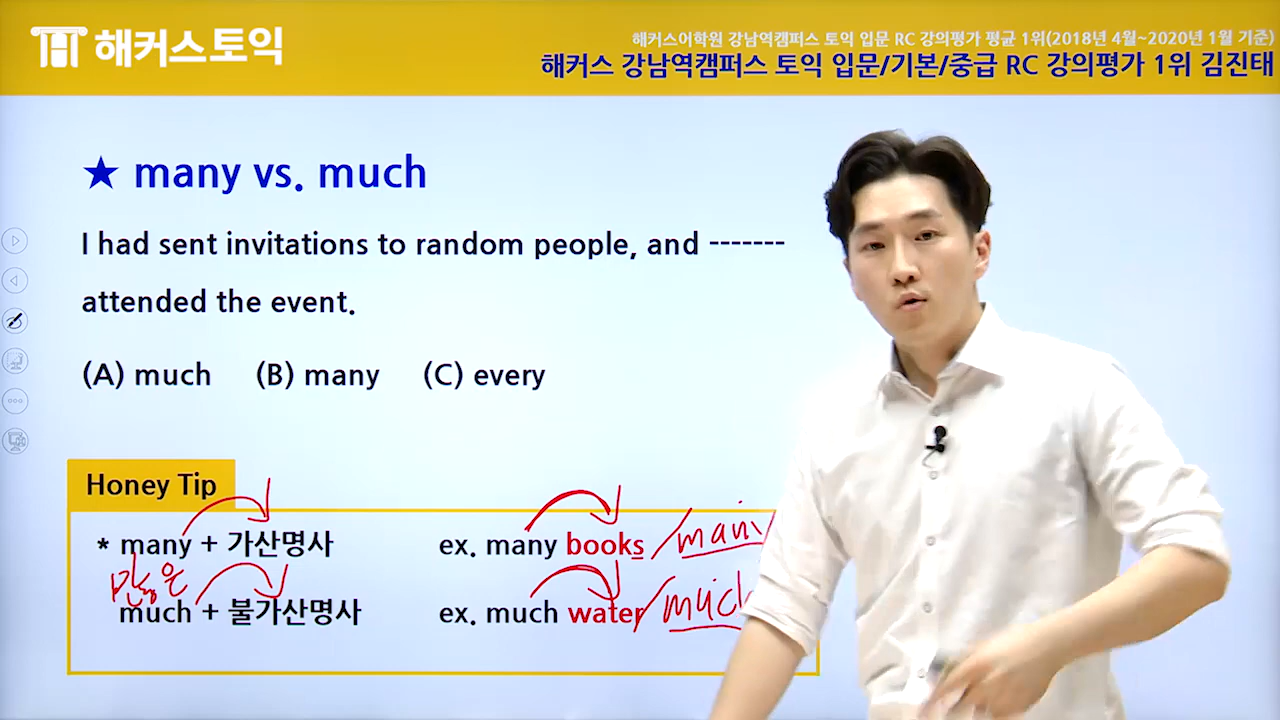 해커스토익
해커스어학원 강남역캠퍼스 토익 입문 RC 강의평가 평균 1위(2018년 4월~2020년 1월 기준)
해커스 강남역캠퍼스 토익 입문/기본/중급 RC 강의평가 1위 김진태
★ many vs. much
I had sent invitations to random people, and -------
attended the event.
(A) much (B) many (C) every
Honey Tip
* many + 가산명사 ex. many books / many
많은
much + 불가산명사 ex. much water / much